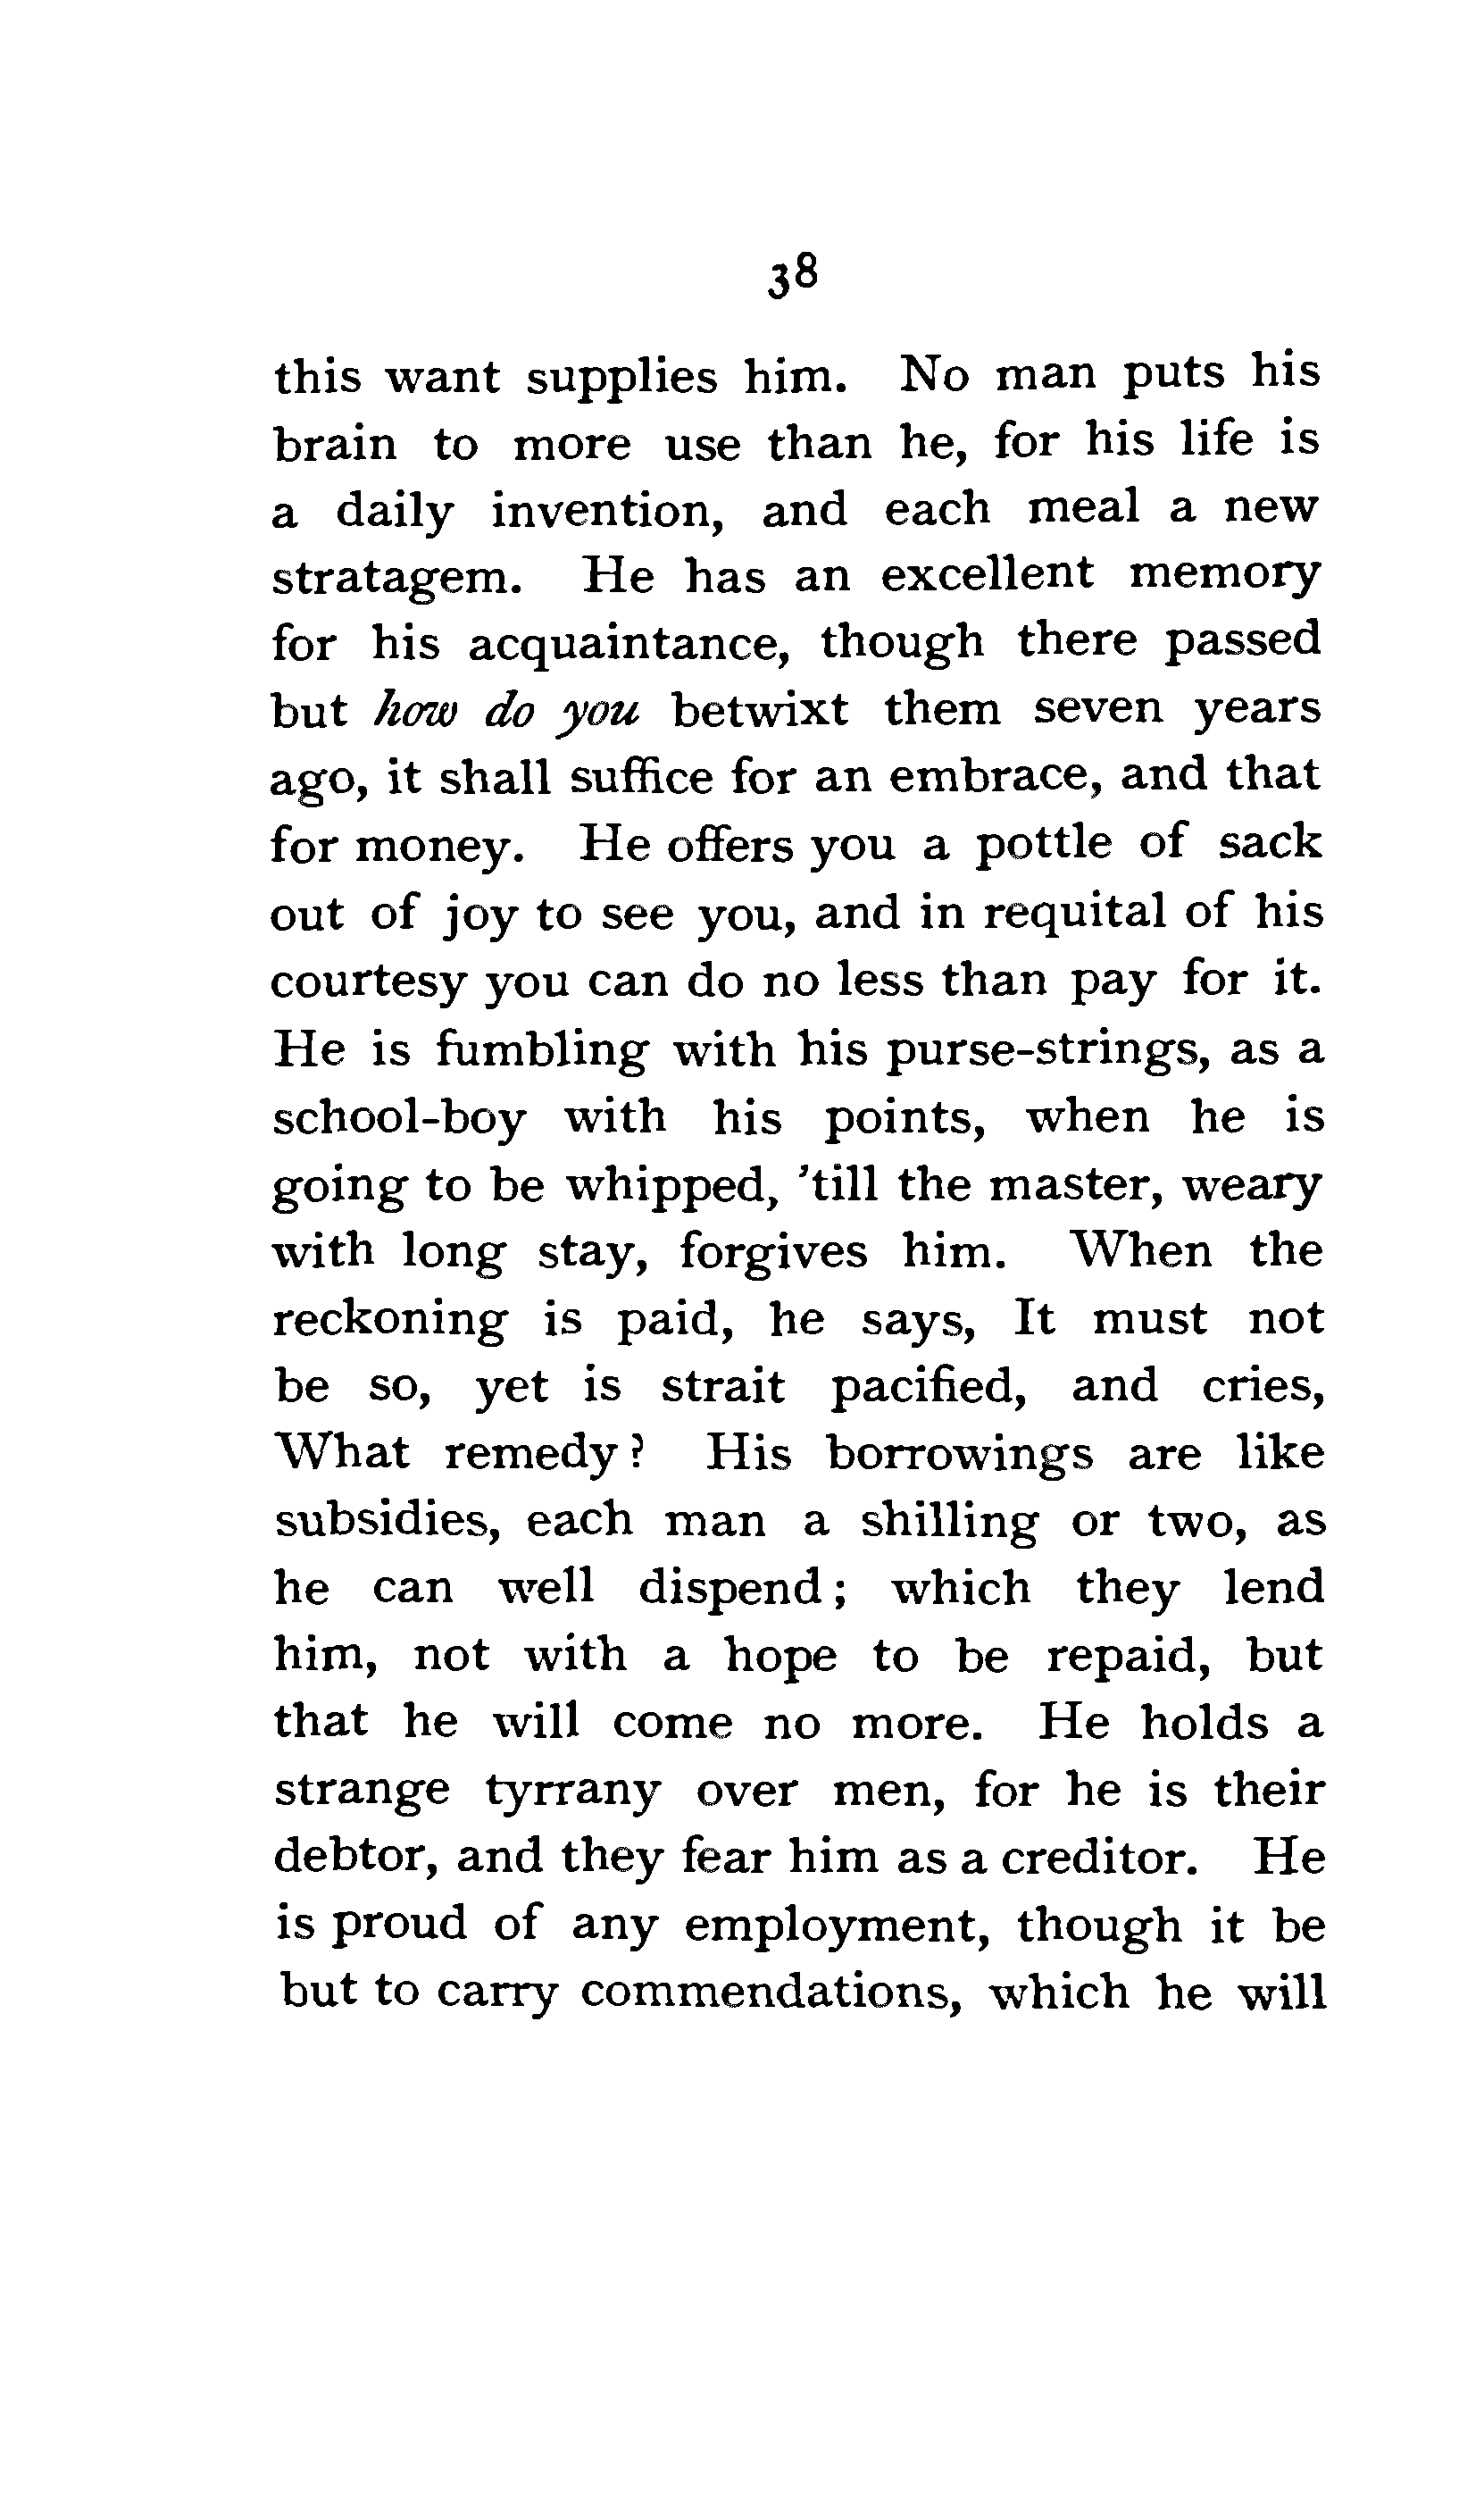 38
this want supplies him. No man puts his
brain to more use than he, for his life is
a daily invention, and each meal a new
stratagem. He has an excellent memory
for his acquaintance, though there passed
but how do you betwixt them seven years
ago, it shall suffice for an embrace, and that
for money. He offers you a pottle of sack
out of joy to see you, and in requital of his
courtesy you can do no less than pay for it.
He is fumbling with his purse-strings, as a
school-boy with his points, when he is
going to be whipped, 'till the master, weary
with long stay, forgives him. When the
reckoning is paid, he says, It must not
be so, yet is strait pacified, and cries,
What remedy? His borrowings are like
subsidies, each man a shilling or two, as
he can well dispend; which they lend
him, not with a hope to be repaid, but
that he will come no more. He holds a
strange tyrrany over men, for he is their
debtor, and they fear him as a creditor. He
is proud of any employment, though it be
but to carry commendations, which he will